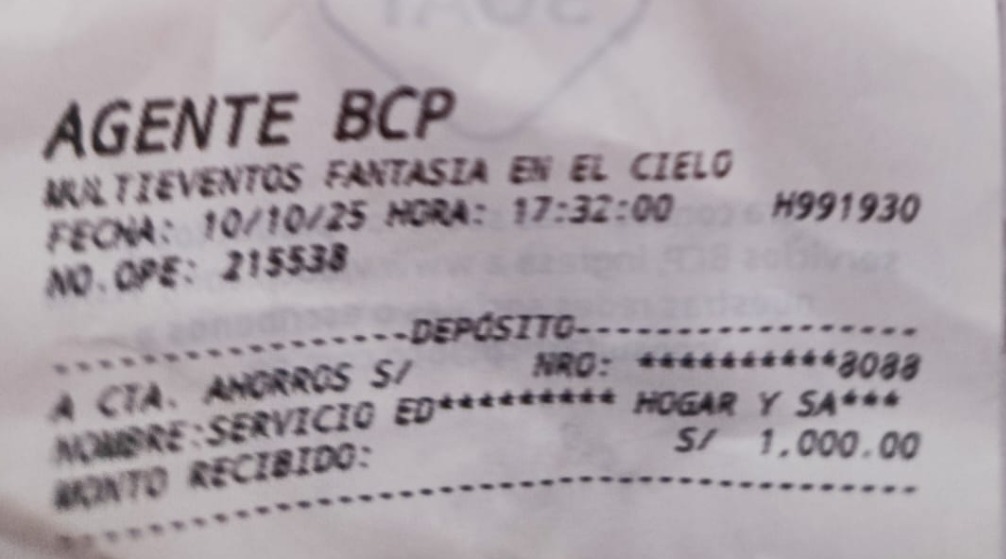 AGENTE BCP
MULTIEVENTOS FANTASIA EN EL CIELO
FECHA: 10/10/25 HORA: 17:32:00 H991930
NO.OPE: 215538
----------------DEPÓSITO----------------
A CTA. AHORROS S/ NRO: **********8088
NOMBRE:SERVICIO ED********* HOGAR Y SA***
MONTO RECIBIDO: S/ 1,000.00
----------------------------------------